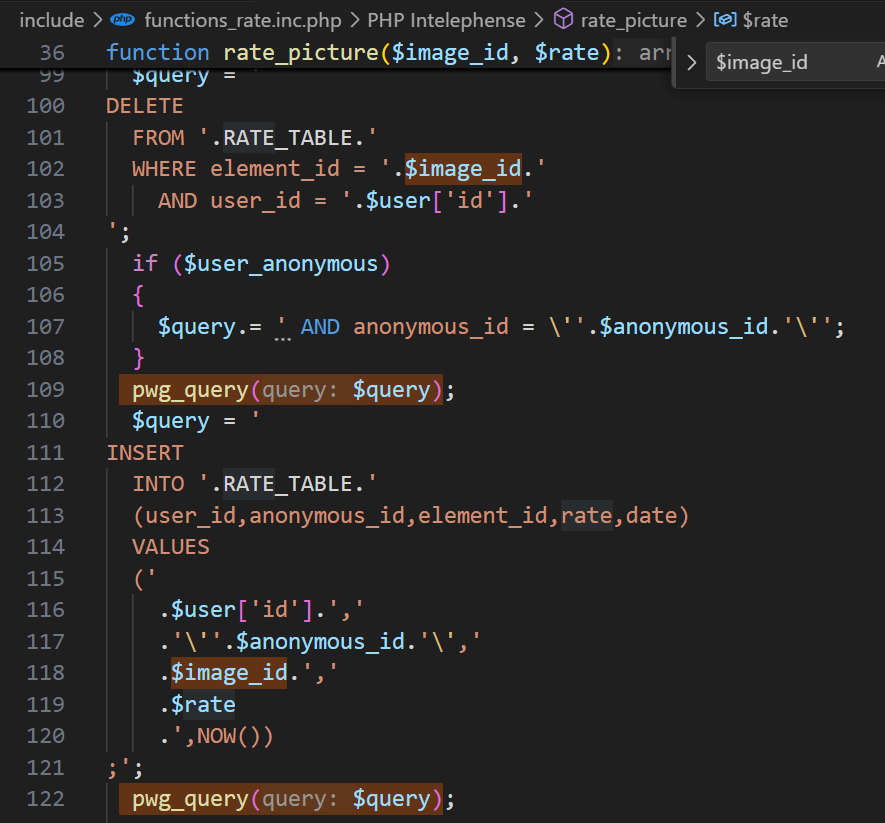 include > php functions_rate.inc.php > PHP Intelephense > rate_picture > $rate
36 function rate_picture($image_id, $rate): arr
> $image_id A
99 $query = '
100 DELETE
101 FROM '.RATE_TABLE.'
102 WHERE element_id = '.$image_id.'
103 AND user_id = '.$user['id'].'
104 ';
105 if ($user_anonymous)
106 {
107 $query.= ' AND anonymous_id = \''.$anonymous_id.'\'';
108 }
109 pwg_query(query: $query);
110 $query = '
111 INSERT
112 INTO '.RATE_TABLE.'
113 (user_id,anonymous_id,element_id,rate,date)
114 VALUES
115 ('
116 .$user['id'].','
117 .'\''.$anonymous_id.'\','
118 .$image_id.','
119 .$rate
120 .',NOW())
121 ;';
122 pwg_query(query: $query);